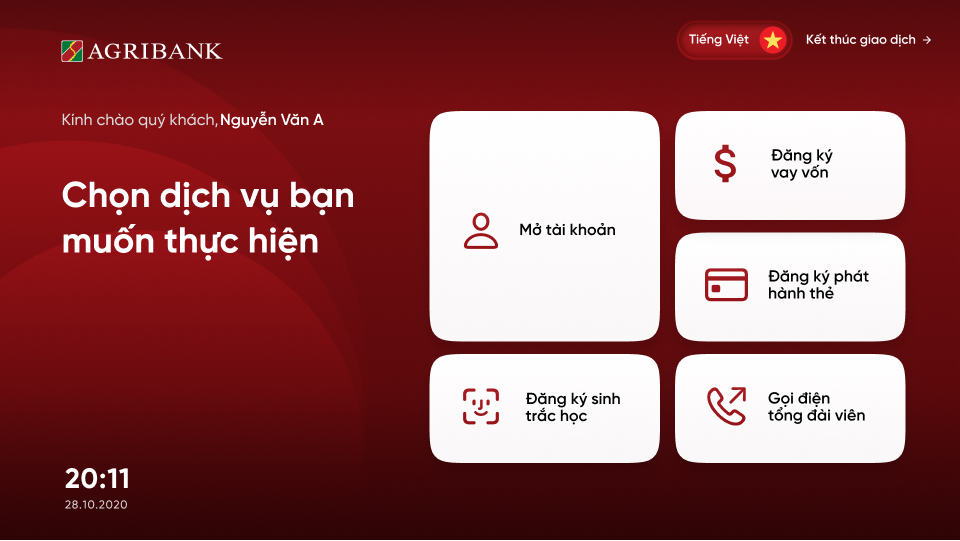 AGRIBANK
Tiếng Việt
Kết thúc giao dịch →
Kính chào quý khách, Nguyễn Văn A
Chọn dịch vụ bạn
muốn thực hiện
Mở tài khoản
Đăng ký
vay vốn
Đăng ký phát
hành thẻ
Đăng ký sinh
trắc học
Gọi điện
tổng đài viên
20:11
28.10.2020